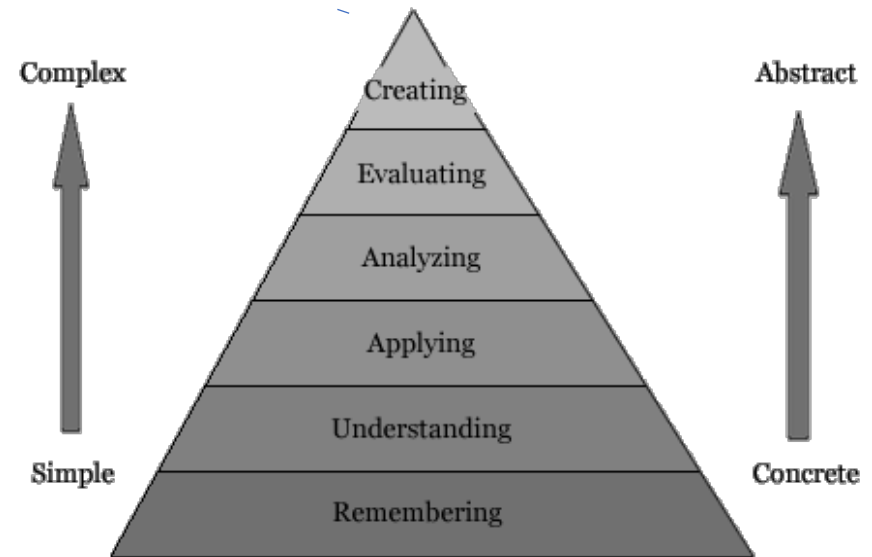 Complex
Abstract
Creating
Evaluating
Analyzing
Applying
Understanding
Simple
Concrete
Remembering